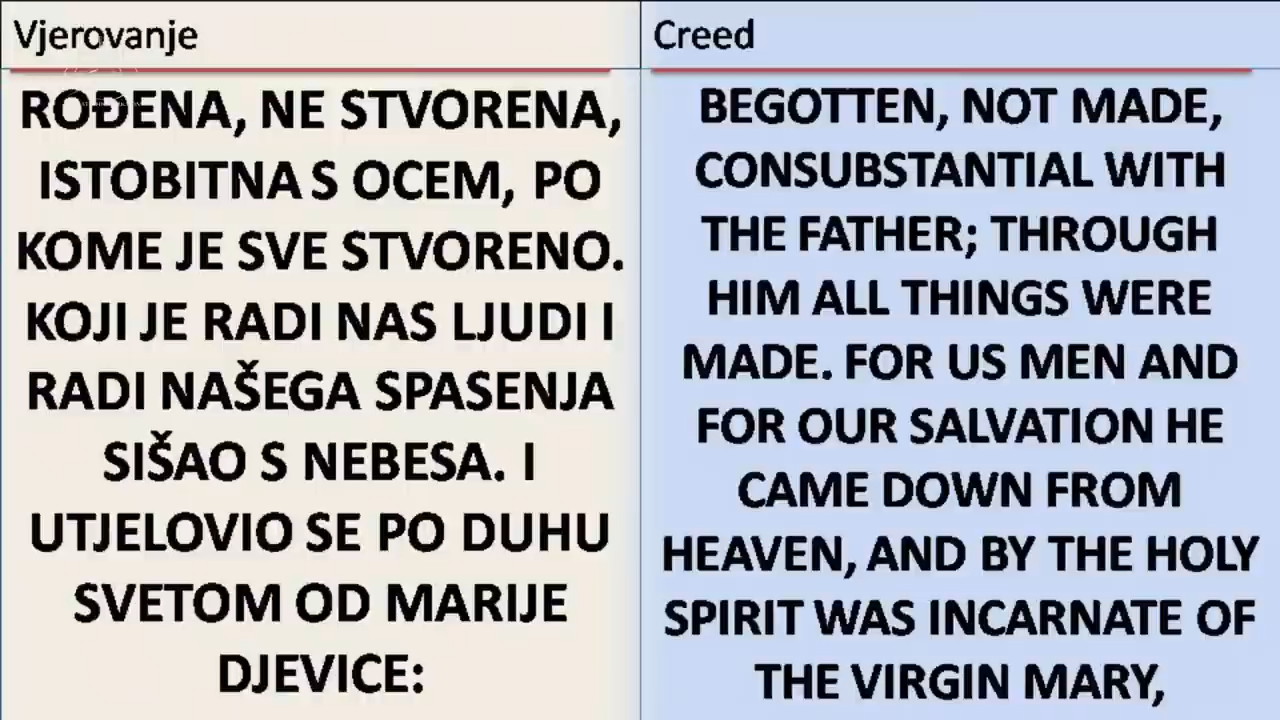 Vjerovanje
ROĐENA, NE STVORENA,
ISTOBITNA S OCEM, PO
KOME JE SVE STVORENO.
KOJI JE RADI NAS LJUDI I
RADI NAŠEGA SPASENJA
SIŠAO S NEBESA. I
UTJELOVIO SE PO DUHU
SVETOM OD MARIJE
DJEVICE:
Creed
BEGOTTEN, NOT MADE,
CONSUBSTANTIAL WITH
THE FATHER; THROUGH
HIM ALL THINGS WERE
MADE. FOR US MEN AND
FOR OUR SALVATION HE
CAME DOWN FROM
HEAVEN, AND BY THE HOLY
SPIRIT WAS INCARNATE OF
THE VIRGIN MARY,